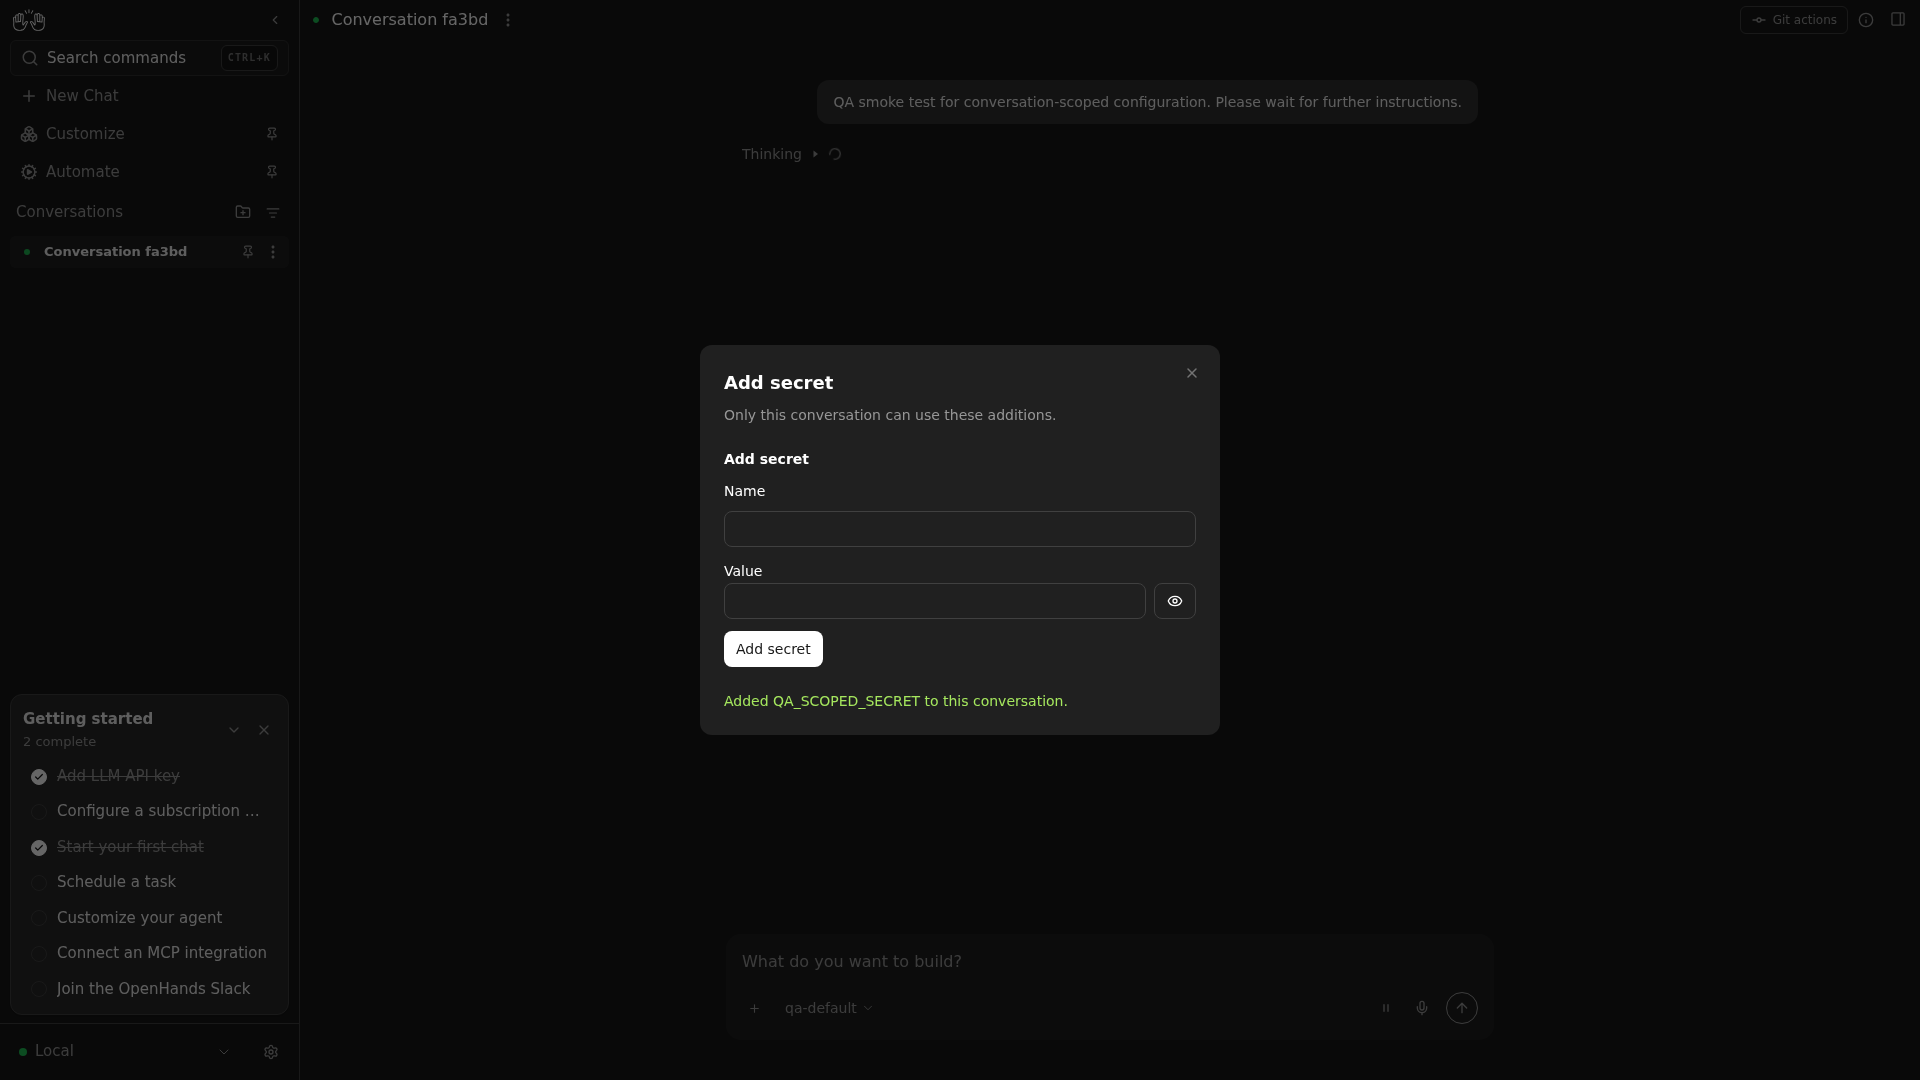 Search commands
CTRL+K
New Chat
Customize
Automate
Conversations
Conversation fa3bd
Getting started
2 complete
Add LLM API key
Configure a subscription ...
Start your first chat
Schedule a task
Customize your agent
Connect an MCP integration
Join the OpenHands Slack
Local
Conversation fa3bd
Git actions
QA smoke test for conversation-scoped configuration. Please wait for further instructions.
Thinking
Add secret
Only this conversation can use these additions.
Add secret
Name
Value
Add secret
Added QA_SCOPED_SECRET to this conversation.
What do you want to build?
qa-default